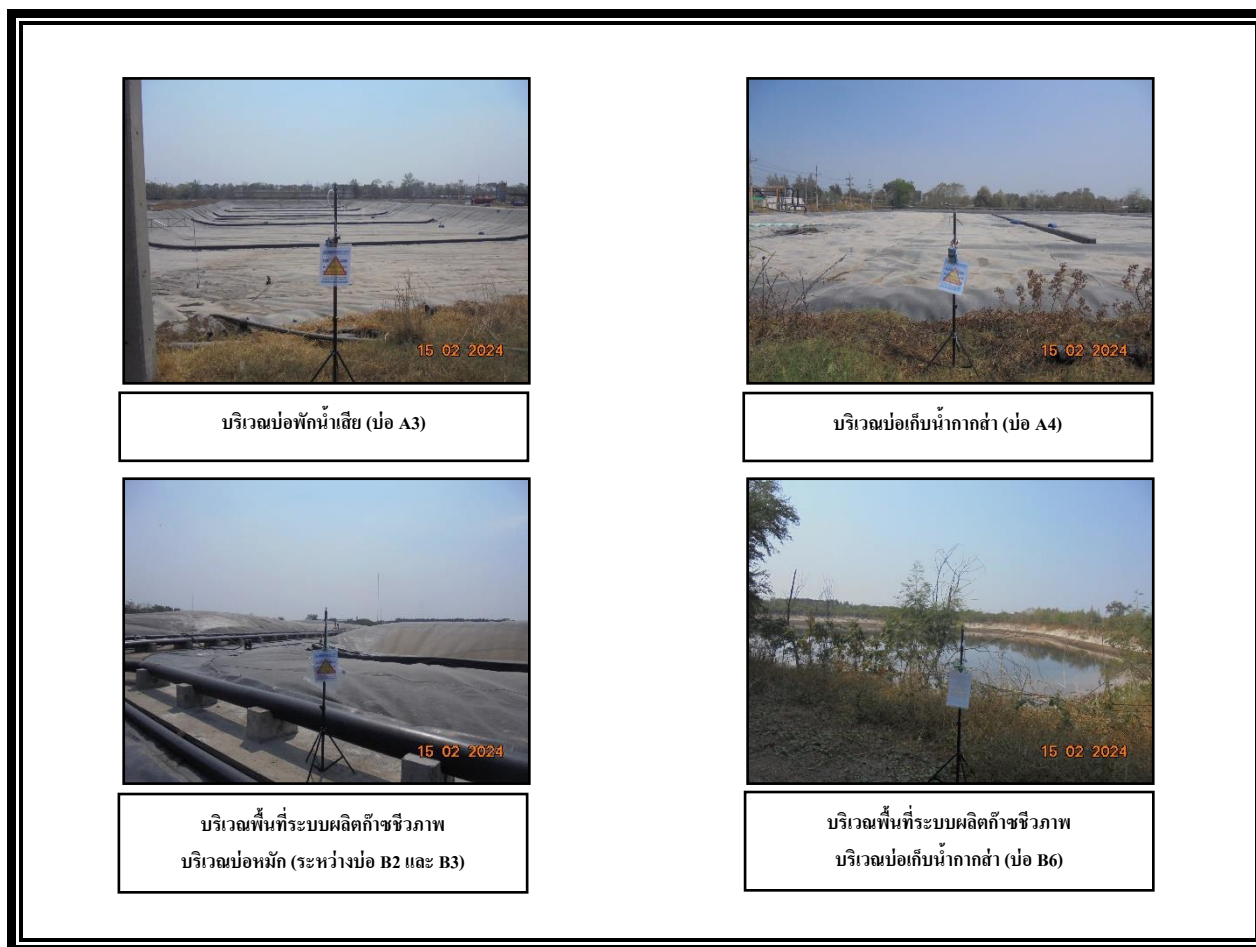 15 02 2024
15 02 2024
บริเวณบ่อพักน้ำเสีย (บ่อ A3)
บริเวณบ่อเก็บน้ำกากส่า (บ่อ A4)
15 02 2024
15 02 2024
บริเวณพื้นที่ระบบผลิตก๊าซชีวภาพ
บริเวณบ่อหมัก (ระหว่างบ่อ B2 และ B3)
บริเวณพื้นที่ระบบผลิตก๊าซชีวภาพ
บริเวณบ่อเก็บน้ำกากส่า (บ่อ B6)